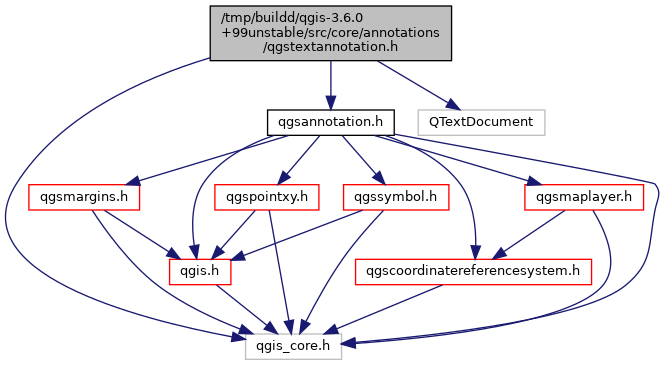 /tmp/buildd/qgis-3.6.0
+99unstable/src/core/annotations
/qgstextannotation.h
qgsannotation.h
QTextDocument
qgsmargins.h
qgspointxy.h
qgssymbol.h
qgsmaplayer.h
qgis.h
qgscoordinatereferencesystem.h
qgis_core.h